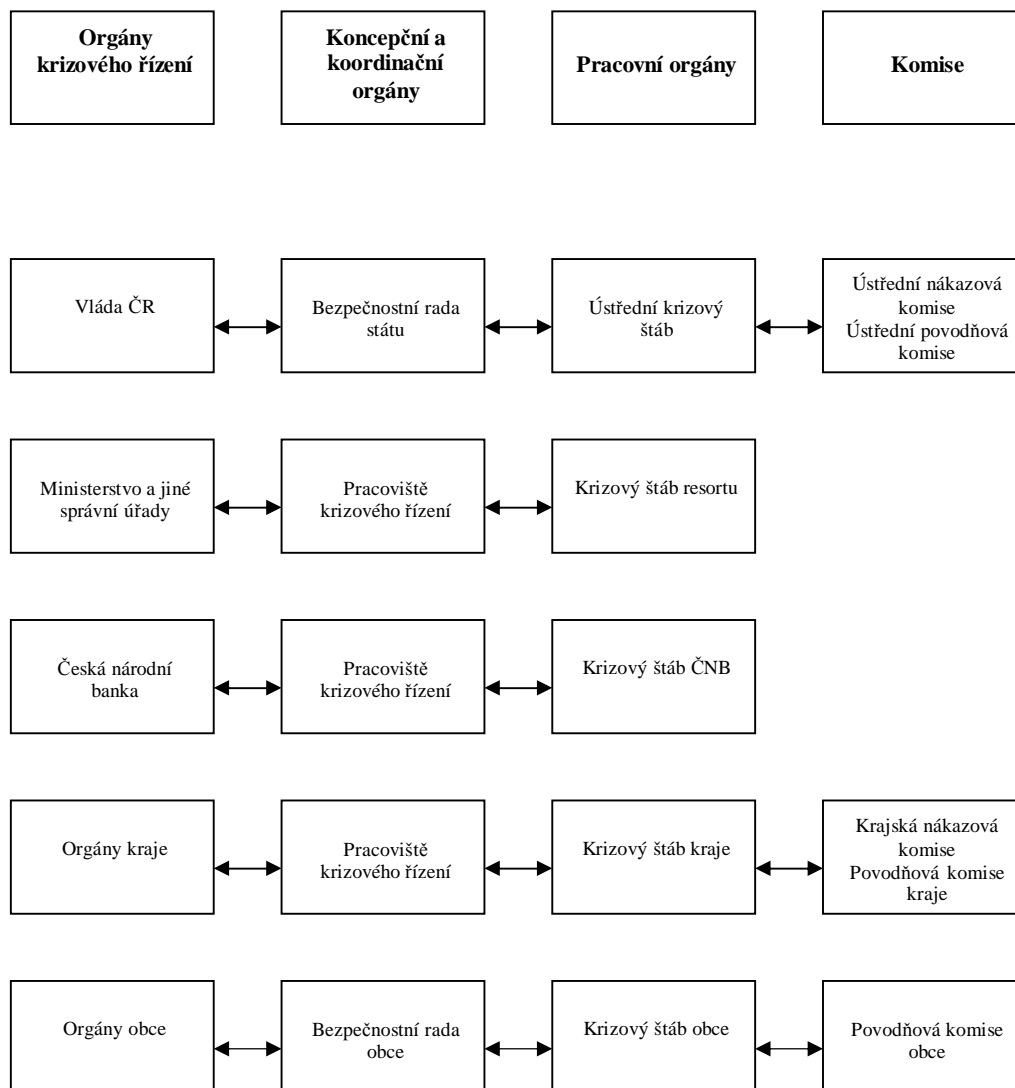 Orgány
krizového řízení
Koncepční a
koordinační
orgány
Pracovní orgány
Komise
Vláda ČR
Bezpečnostní rada
státu
Ústřední krizový
štáb
Ústřední nákazová
komise
Ústřední povodňová
komise
Ministerstvo a jiné
správní úřady
Pracoviště
krizového řízení
Krizový štáb resortu
Česká národní
banka
Pracoviště
krizového řízení
Krizový štáb ČNB
Orgány kraje
Pracoviště
krizového řízení
Krizový štáb kraje
Krajská nákazová
komise
Povodňová komise
kraje
Orgány obce
Bezpečnostní rada
obce
Krizový štáb obce
Povodňová komise
obce